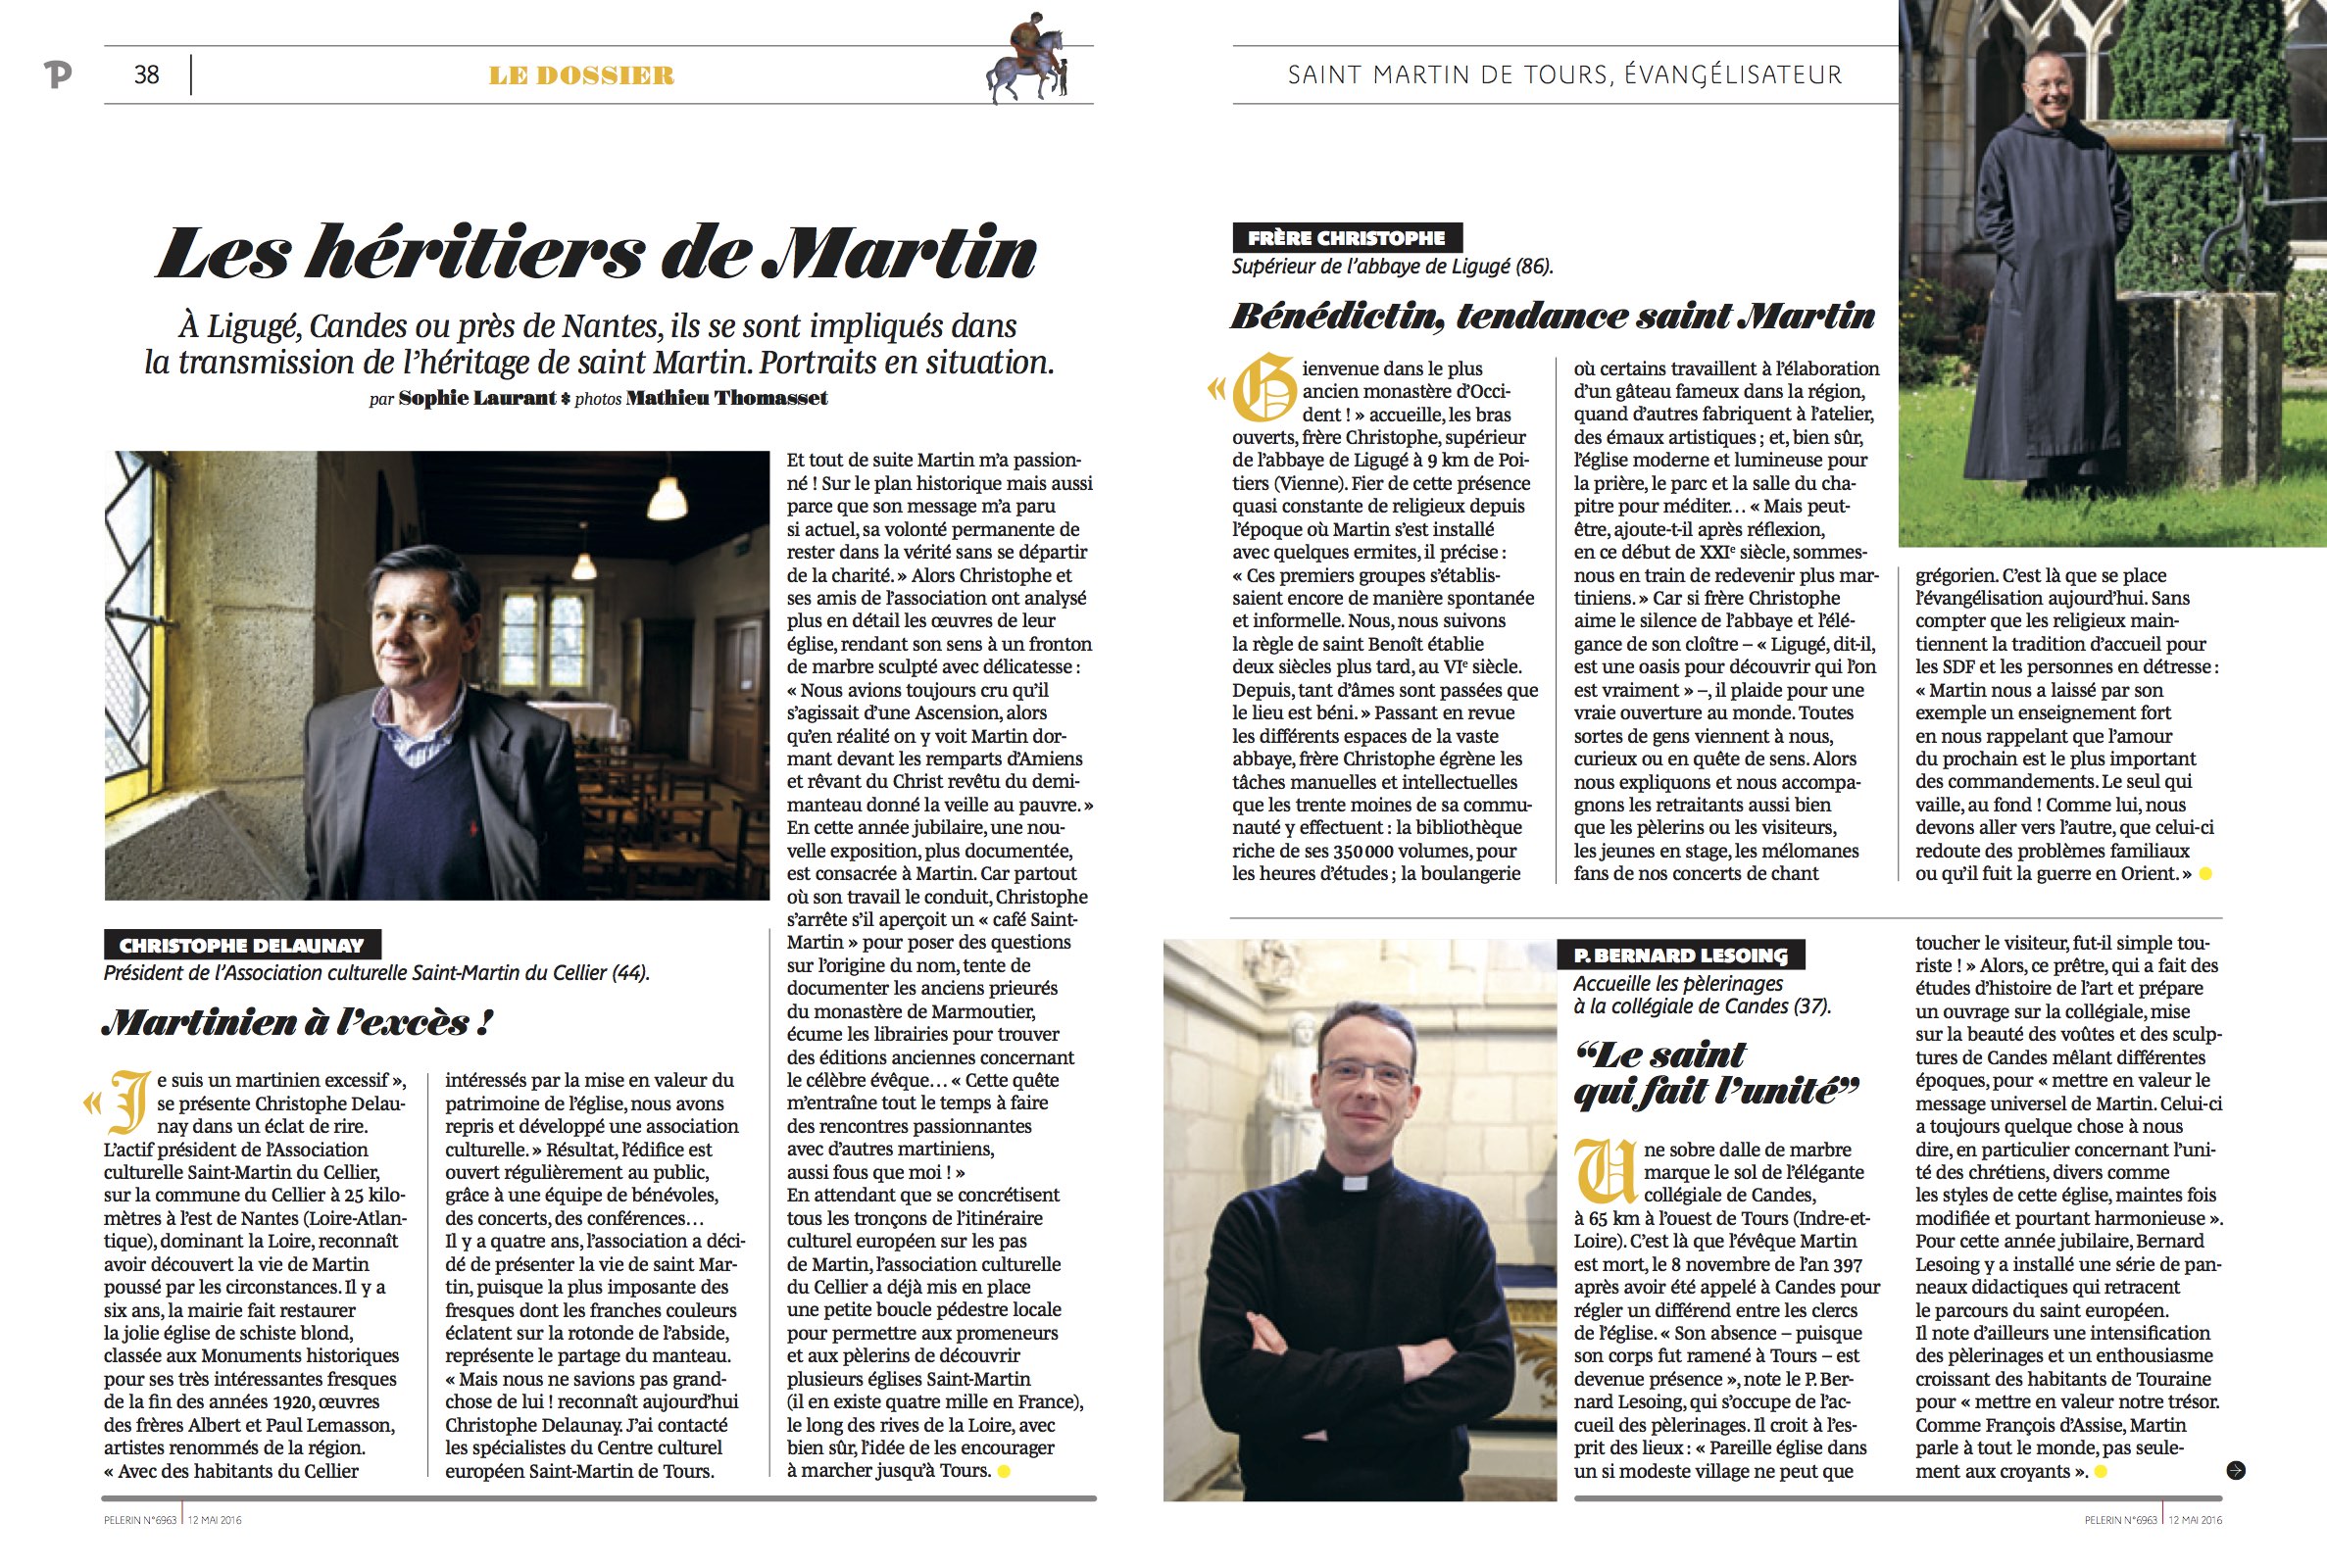 P
38
LE DOSSIER
Les héritiers de Martin
À Ligugé, Candes ou près de Nantes, ils se sont impliqués dans
la transmission de l’héritage de saint Martin. Portraits en situation.
par Sophie Laurant photos Mathieu Thomasset
CHRISTOPHE DELAUNAY
Président de l’Association culturelle Saint-Martin du Cellier (44).
Martinien à l’excès !
« Je suis un martinien excessif »,
se présente Christophe Delau-
nay dans un éclat de rire.
L’actif président de l’Association
culturelle Saint-Martin du Cellier,
sur la commune du Cellier à 25 kilo-
mètres à l’est de Nantes (Loire-Atlan-
tique), dominant la Loire, reconnaît
avoir découvert la vie de Martin
poussé par les circonstances. Il y a
six ans, la mairie fait restaurer
la jolie église de schiste blond,
classée aux Monuments historiques
pour ses très intéressantes fresques
de la fin des années 1920, œuvres
des frères Albert et Paul Lemasson,
artistes renommés de la région.
« Avec des habitants du Cellier
intéressés par la mise en valeur du
patrimoine de l’église, nous avons
repris et développé une association
culturelle. » Résultat, l’édifice est
ouvert régulièrement au public,
grâce à une équipe de bénévoles,
des concerts, des conférences…
Il y a quatre ans, l’association a déci-
dé de présenter la vie de saint Mar-
tin, puisque la plus imposante des
fresques dont les franches couleurs
éclatent sur la rotonde de l’abside,
représente le partage du manteau.
« Mais nous ne savions pas grand-
chose de lui ! reconnaît aujourd’hui
Christophe Delaunay. J’ai contacté
les spécialistes du Centre culturel
européen Saint-Martin de Tours.
Et tout de suite Martin m’a passion-
né ! Sur le plan historique mais aussi
parce que son message m’a paru
si actuel, sa volonté permanente de
rester dans la vérité sans se départir
de la charité. » Alors Christophe et
ses amis de l’association ont analysé
plus en détail les œuvres de leur
église, rendant son sens à un fronton
de marbre sculpté avec délicatesse :
« Nous avions toujours cru qu’il
s’agissait d’une Ascension, alors
qu’en réalité on y voit Martin dor-
mant devant les remparts d’Amiens
et rêvant du Christ revêtu du demi-
manteau donné la veille au pauvre. »
En cette année jubilaire, une nou-
velle exposition, plus documentée,
est consacrée à Martin. Car partout
où son travail le conduit, Christophe
s’arrête s’il aperçoit un « café Saint-
Martin » pour poser des questions
sur l’origine du nom, tente de
documenter les anciens prieurés
du monastère de Marmoutier,
écume les librairies pour trouver
des éditions anciennes concernant
le célèbre évêque… « Cette quête
m’entraîne tout le temps à faire
des rencontres passionnantes
avec d’autres martiniens,
aussi fous que moi ! »
En attendant que se concrétisent
tous les tronçons de l’itinéraire
culturel européen sur les pas
de Martin, l’association culturelle
du Cellier a déjà mis en place
une petite boucle pédestre locale
pour permettre aux promeneurs
et aux pèlerins de découvrir
plusieurs églises Saint-Martin
(il en existe quatre mille en France),
le long des rives de la Loire, avec
bien sûr, l’idée de les encourager
à marcher jusqu’à Tours.
PELERIN N°6963 | 12 MAI 2016
SAINT MARTIN DE TOURS, ÉVANGÉLISATEUR
FRÈRE CHRISTOPHE
Supérieur de l’abbaye de Ligugé (86).
Bénédictin, tendance saint Martin
« Gienvenue dans le plus
ancien monastère d’Occi-
dent ! » accueille, les bras
ouverts, frère Christophe, supérieur
de l’abbaye de Ligugé à 9 km de Poi-
tiers (Vienne). Fier de cette présence
quasi constante de religieux depuis
l’époque où Martin s’est installé
avec quelques ermites, il précise :
« Ces premiers groupes s’établis-
saient encore de manière spontanée
et informelle. Nous, nous suivons
la règle de saint Benoît établie
deux siècles plus tard, au VIe siècle.
Depuis, tant d’âmes sont passées que
le lieu est béni. » Passant en revue
les différents espaces de la vaste
abbaye, frère Christophe égrène les
tâches manuelles et intellectuelles
que les trente moines de sa commu-
nauté y effectuent : la bibliothèque
riche de ses 350 000 volumes, pour
les heures d’études ; la boulangerie
où certains travaillent à l’élaboration
d’un gâteau fameux dans la région,
quand d’autres fabriquent à l’atelier,
des émaux artistiques ; et, bien sûr,
l’église moderne et lumineuse pour
la prière, le parc et la salle du cha-
pitre pour méditer… « Mais peut-
être, ajoute-t-il après réflexion,
en ce début de XXIe siècle, sommes-
nous en train de redevenir plus mar-
tiniens. » Car si frère Christophe
aime le silence de l’abbaye et l’élé-
gance de son cloître – « Ligugé, dit-il,
est une oasis pour découvrir qui l’on
est vraiment » –, il plaide pour une
vraie ouverture au monde. Toutes
sortes de gens viennent à nous,
curieux ou en quête de sens. Alors
nous expliquons et nous accompa-
gnons les retraitants aussi bien
que les pèlerins ou les visiteurs,
les jeunes en stage, les mélomanes
fans de nos concerts de chant
grégorien. C’est là que se place
l’évangélisation aujourd’hui. Sans
compter que les religieux main-
tiennent la tradition d’accueil pour
les SDF et les personnes en détresse :
« Martin nous a laissé par son
exemple un enseignement fort
en nous rappelant que l’amour
du prochain est le plus important
des commandements. Le seul qui
vaille, au fond ! Comme lui, nous
devons aller vers l’autre, que celui-ci
redoute des problèmes familiaux
ou qu’il fuit la guerre en Orient. »
P. BERNARD LESOING
Accueille les pèlerinages
à la collégiale de Candes (37).
“Le saint
qui fait l’unité”
Une sobre dalle de marbre
marque le sol de l’élégante
collégiale de Candes,
à 65 km à l’ouest de Tours (Indre-et-
Loire). C’est là que l’évêque Martin
est mort, le 8 novembre de l’an 397
après avoir été appelé à Candes pour
régler un différend entre les clercs
de l’église. « Son absence – puisque
son corps fut ramené à Tours – est
devenue présence », note le P. Ber-
nard Lesoing, qui s’occupe de l’ac-
cueil des pèlerinages. Il croit à l’es-
prit des lieux : « Pareille église dans
un si modeste village ne peut que
toucher le visiteur, fut-il simple tou-
riste ! » Alors, ce prêtre, qui a fait des
études d’histoire de l’art et prépare
un ouvrage sur la collégiale, mise
sur la beauté des voûtes et des sculp-
tures de Candes mêlant différentes
époques, pour « mettre en valeur le
message universel de Martin. Celui-ci
a toujours quelque chose à nous
dire, en particulier concernant l’uni-
té des chrétiens, divers comme
les styles de cette église, maintes fois
modifiée et pourtant harmonieuse ».
Pour cette année jubilaire, Bernard
Lesoing y a installé une série de pan-
neaux didactiques qui retracent
le parcours du saint européen.
Il note d’ailleurs une intensification
des pèlerinages et un enthousiasme
croissant des habitants de Touraine
pour « mettre en valeur notre trésor.
Comme François d’Assise, Martin
parle à tout le monde, pas seule-
ment aux croyants ».
PELERIN N°6963 | 12 MAI 2016